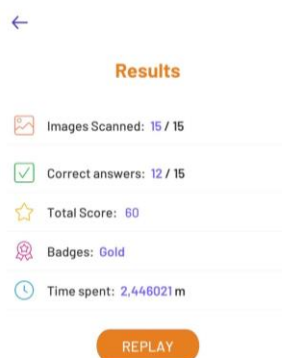 Results
Images Scanned: 15 / 15
Correct answers: 12 / 15
Total Score: 60
Badges: Gold
Time spent: 2,446021 m
REPLAY